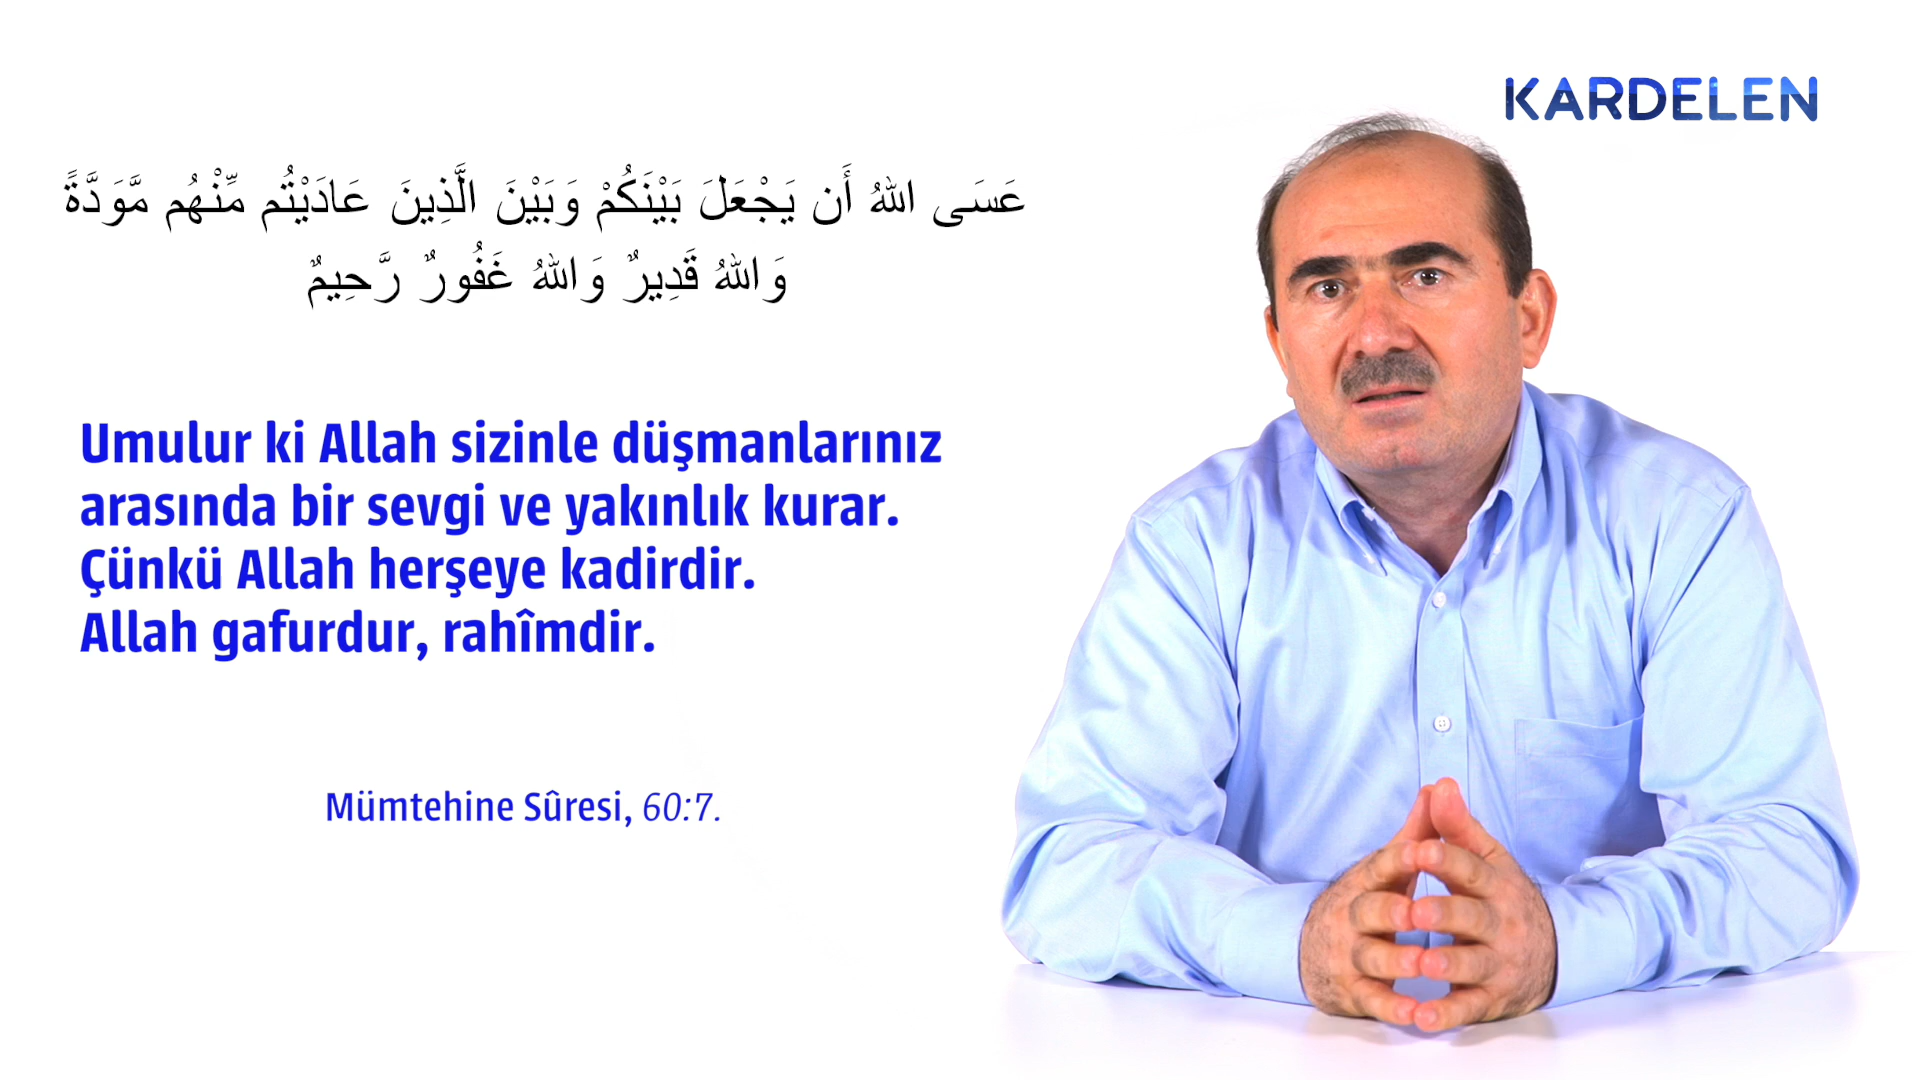 KARDELEN
عَسَى اللهُ أَن يَجْعَلَ بَيْنَكُمْ وَبَيْنَ الَّذِينَ عَادَيْتُم مِّنْهُم مَّوَدَّةً
وَاللهُ قَدِيرٌ وَاللهُ غَفُورٌ رَّحِيمٌ
Umulur ki Allah sizinle düşmanlarınız
arasında bir sevgi ve yakınlık kurar.
Çünkü Allah herşeye kadirdir.
Allah gafurdur, rahîmdir.
Mümtehine Sûresi, 60:7.